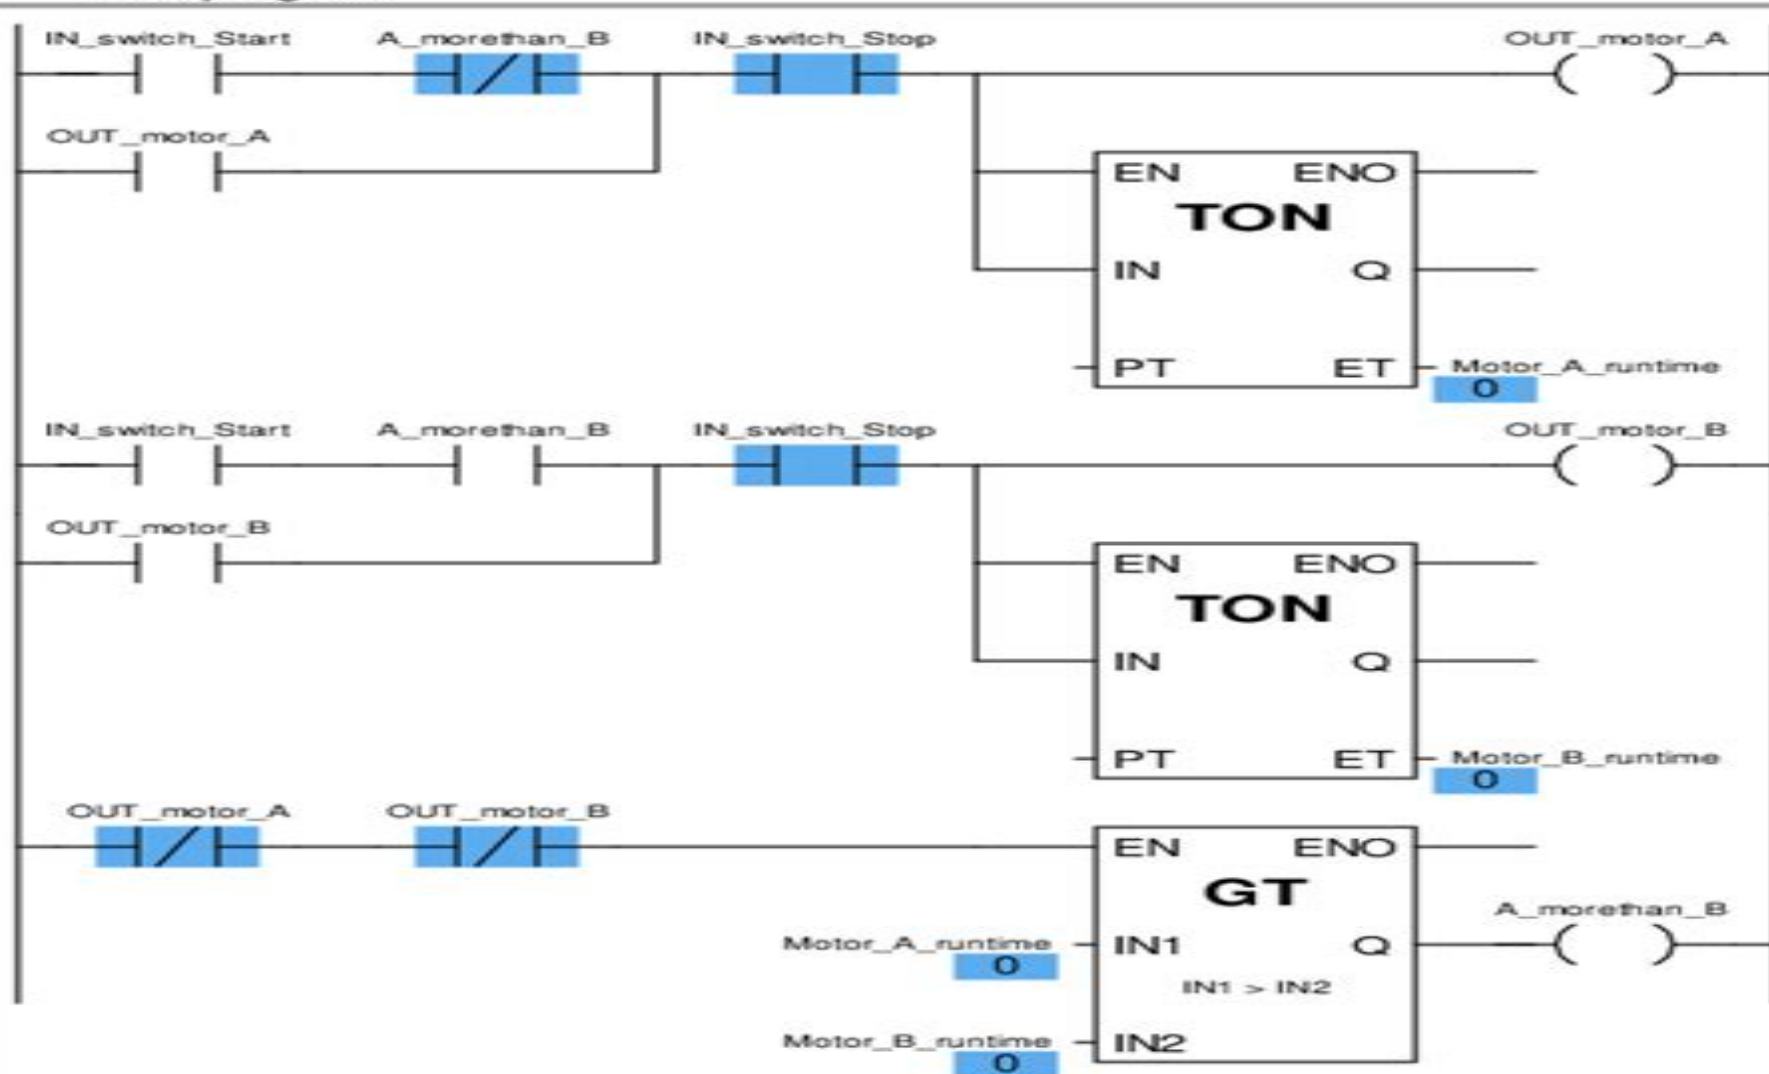 IN_switch_Start A_morethan_B IN_switch_Stop OUT_motor_A
OUT_motor_A
EN ENO
TON
IN Q
PT ET Motor_A_runtime
0
IN_switch_Start A_morethan_B IN_switch_Stop OUT_motor_B
OUT_motor_B
EN ENO
TON
IN Q
PT ET Motor_B_runtime
0
OUT_motor_A OUT_motor_B
EN ENO
GT
A_morethan_B
Motor_A_runtime IN1 Q
0
IN1 > IN2
Motor_B_runtime IN2
0